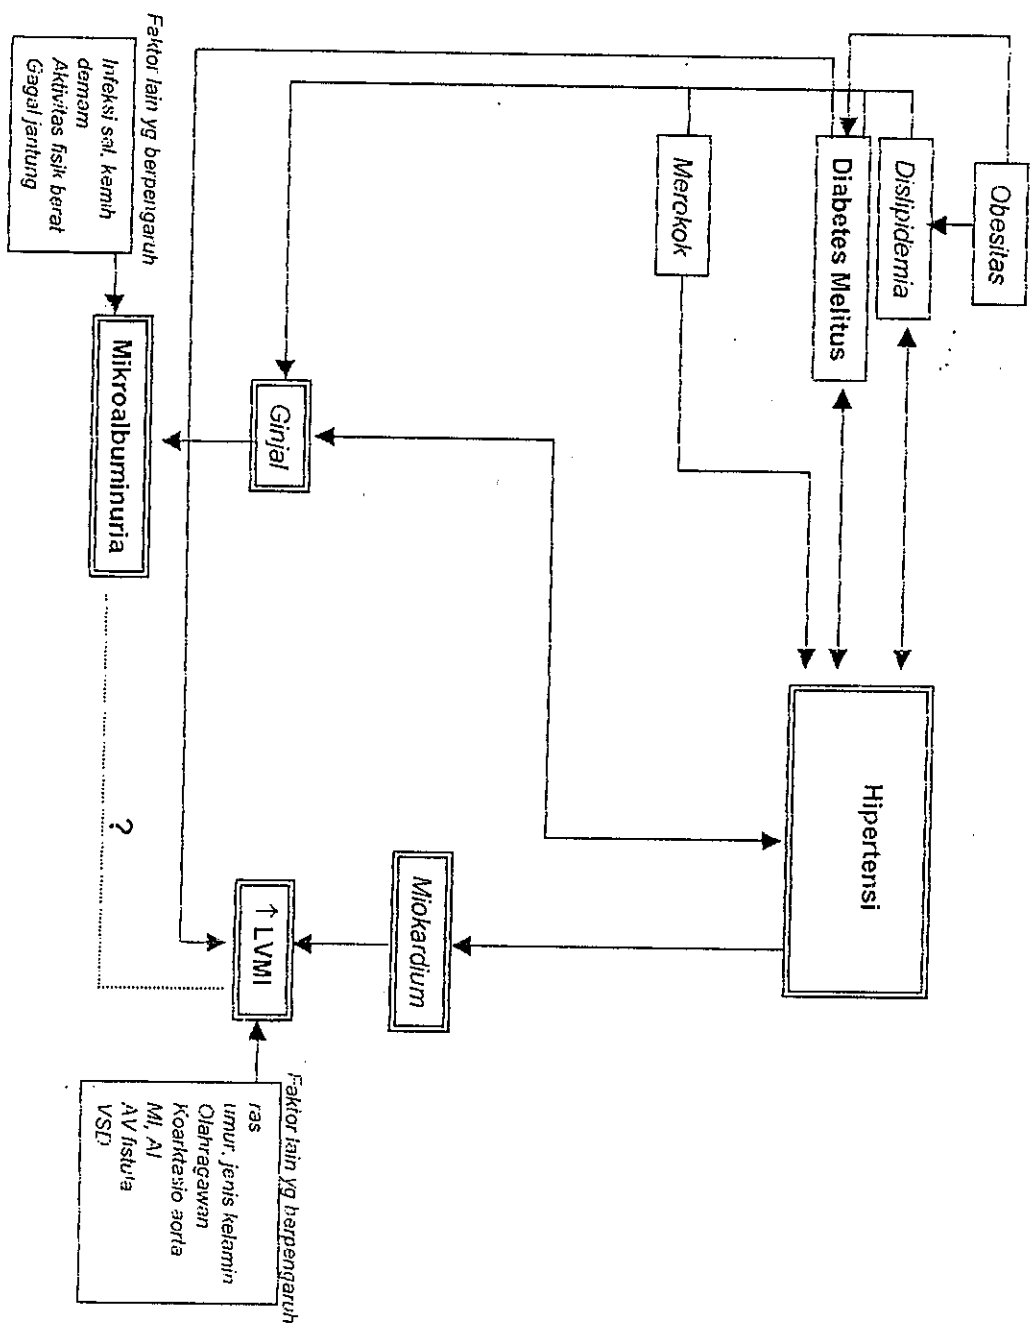 Obesitas
Dislipidemia
Hipertensi
Diabetes Melitus
Merokok
Miokardium
Ginjal
↑ LVMI
Mikroalbuminuria
?
Faktor lain yg berpengaruh
Infeksi sal. kemih
demam
Aktivitas fisik berat
Gagal jantung
Faktor lain yg berpengaruh
ras
umur, jenis kelamin
Olahragawan
Koarktasio aorta
MI, AI
AV fistula
VSD